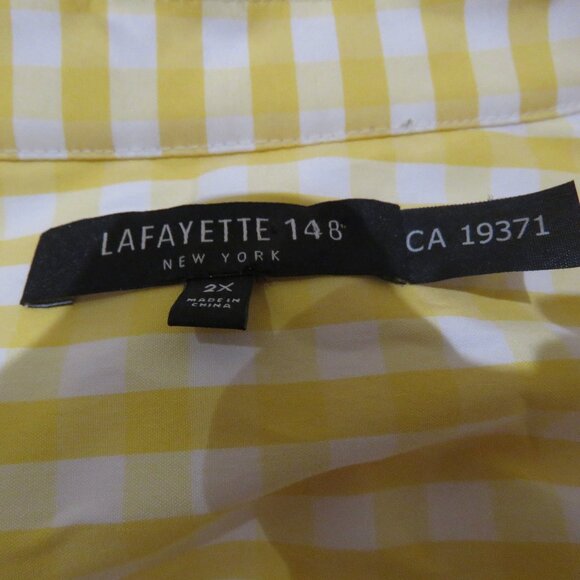 LAFAYETTE 148
NEW YORK
CA 19371
2X
MADE IN
CHINA